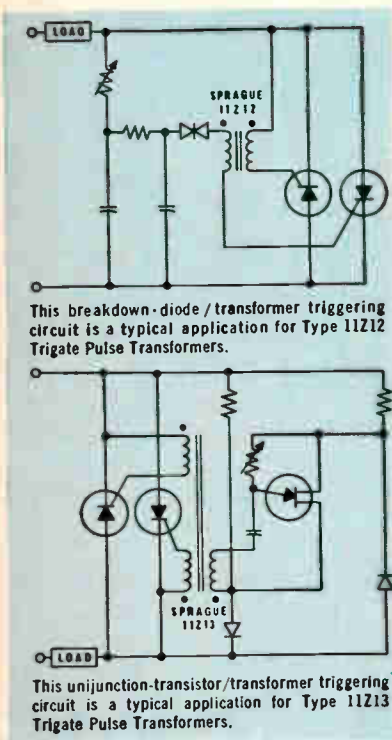 LOAD
SPRAGUE
11Z12
This breakdown-diode/transformer triggering
circuit is a typical application for Type 11Z12
Trigate Pulse Transformers.
SPRAGUE
11Z13
LOAD
This unijunction-transistor/transformer triggering
circuit is a typical application for Type 11Z13
Trigate Pulse Transformers.